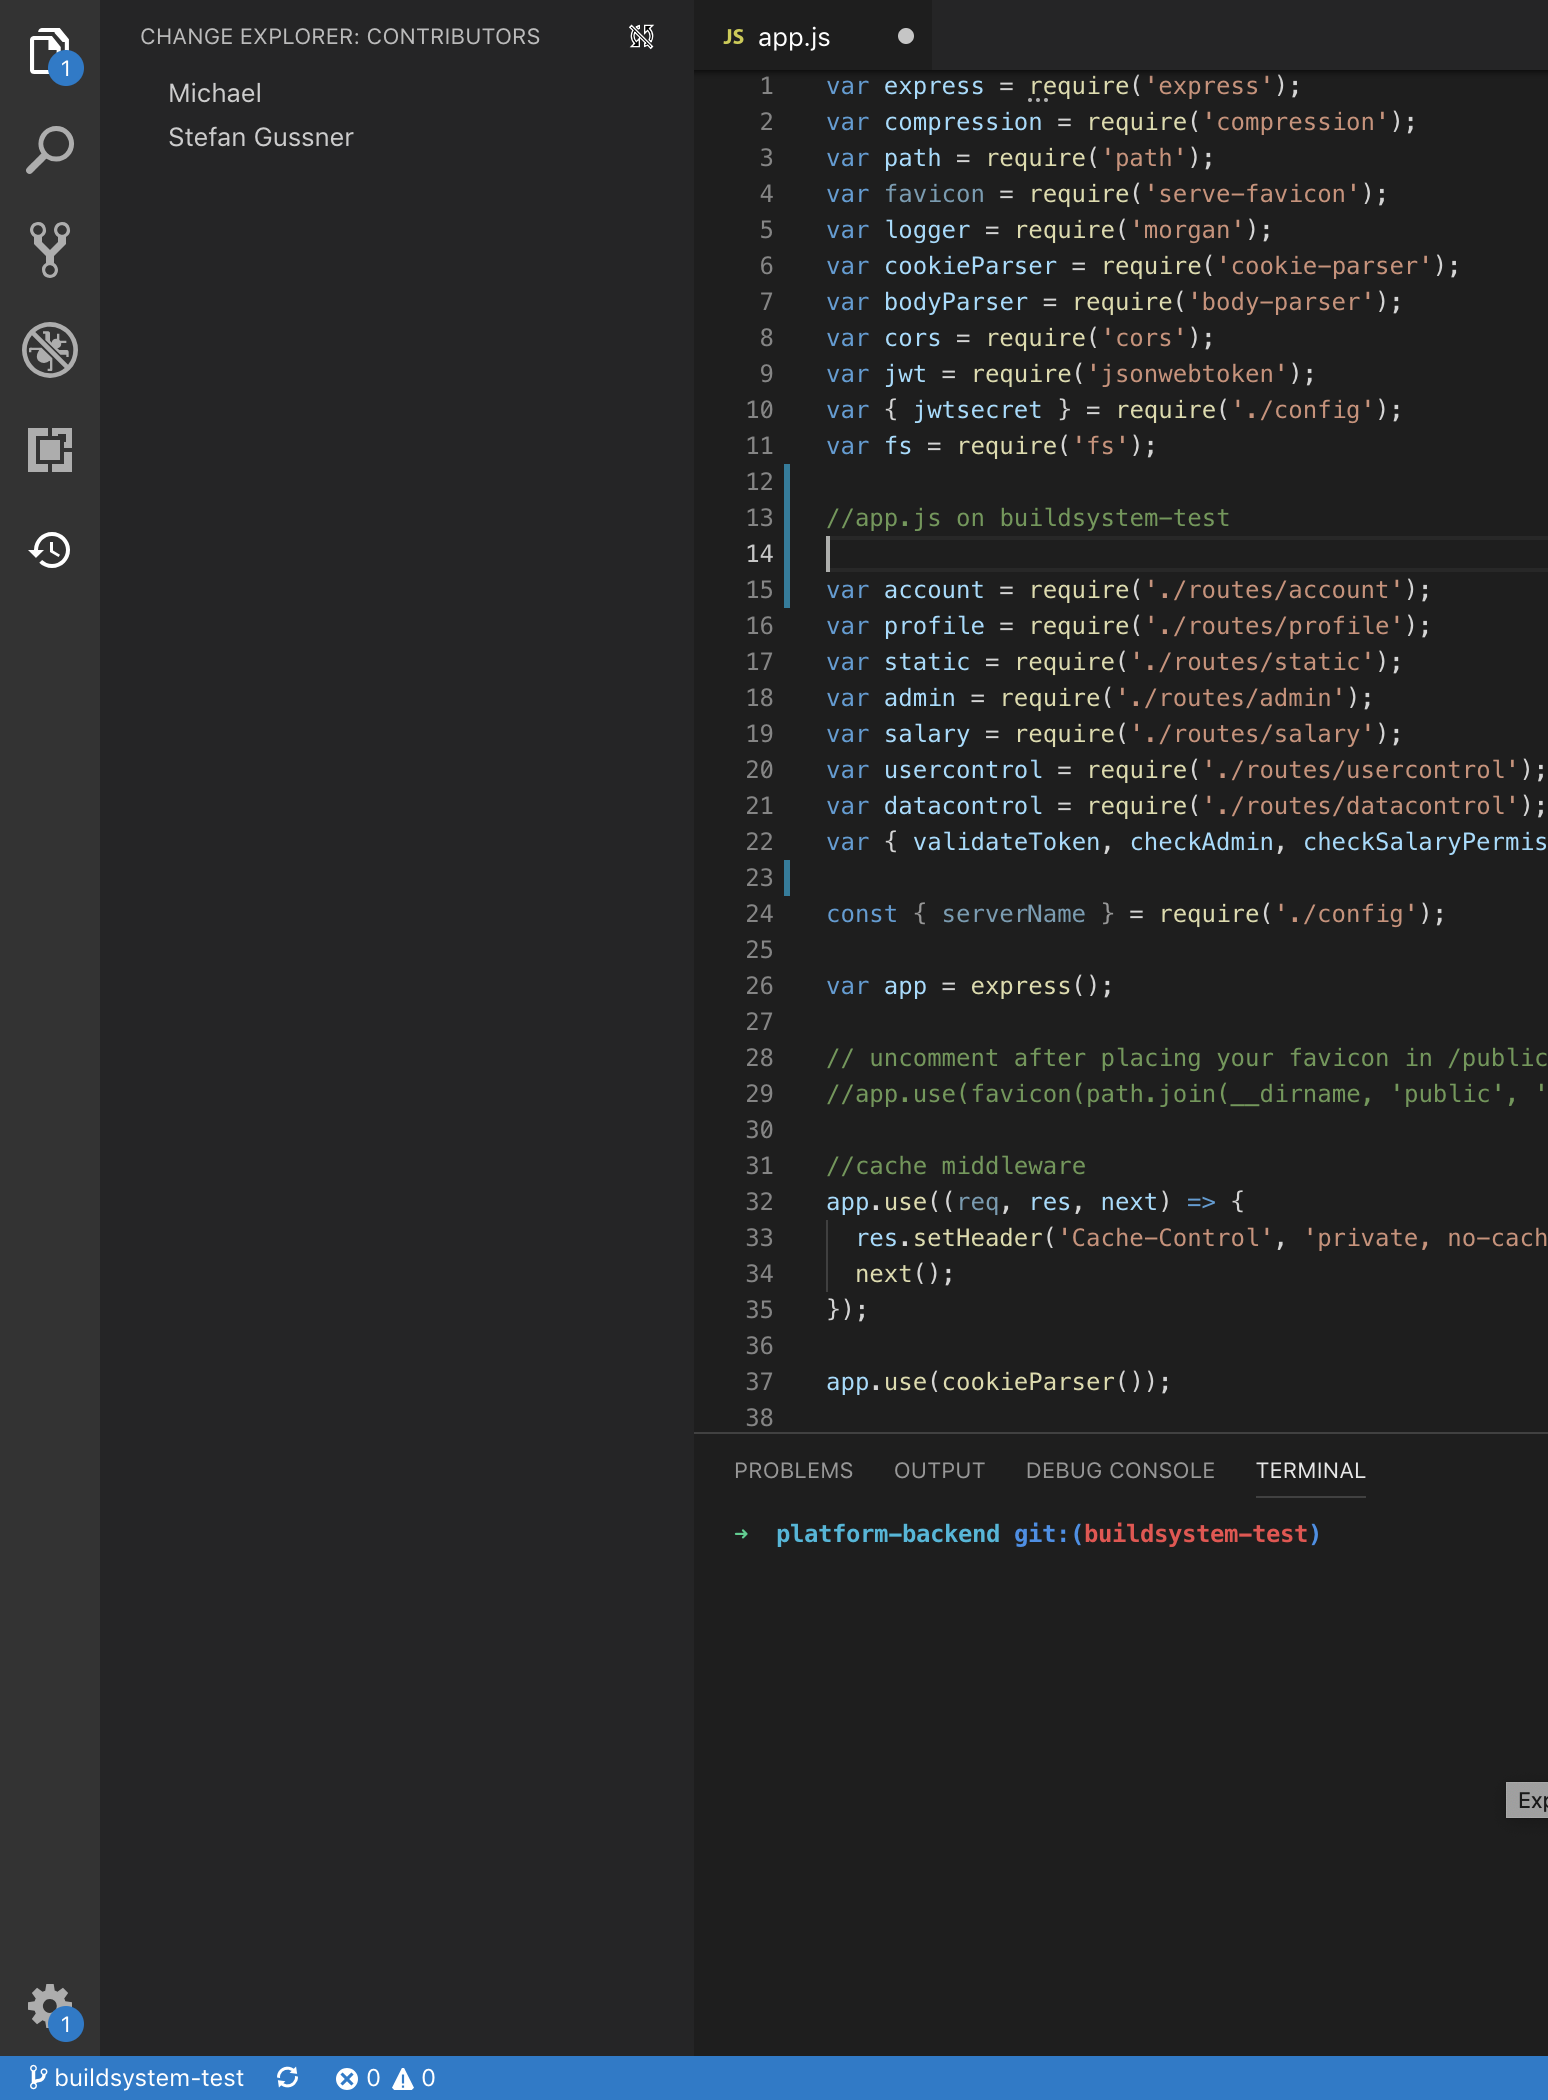 CHANGE EXPLORER: CONTRIBUTORS
Michael
Stefan Gussner
1
JS app.js
1 var express = require('express');
2 var compression = require('compression');
3 var path = require('path');
4 var favicon = require('serve-favicon');
5 var logger = require('morgan');
6 var cookieParser = require('cookie-parser');
7 var bodyParser = require('body-parser');
8 var cors = require('cors');
9 var jwt = require('jsonwebtoken');
10 var { jwtsecret } = require('./config');
11 var fs = require('fs');
12
13 //app.js on buildsystem-test
14
15 var account = require('./routes/account');
16 var profile = require('./routes/profile');
17 var static = require('./routes/static');
18 var admin = require('./routes/admin');
19 var salary = require('./routes/salary');
20 var usercontrol = require('./routes/usercontrol');
21 var datacontrol = require('./routes/datacontrol');
22 var { validateToken, checkAdmin, checkSalaryPermis
23
24 const { serverName } = require('./config');
25
26 var app = express();
27
28 // uncomment after placing your favicon in /public
29 //app.use(favicon(path.join(__dirname, 'public', '
30
31 //cache middleware
32 app.use((req, res, next) => {
33 res.setHeader('Cache-Control', 'private, no-cach
34 next();
35 });
36
37 app.use(cookieParser());
38
PROBLEMS OUTPUT DEBUG CONSOLE TERMINAL
→ platform-backend git:(buildsystem-test)
Exp
1
buildsystem-test 0 0